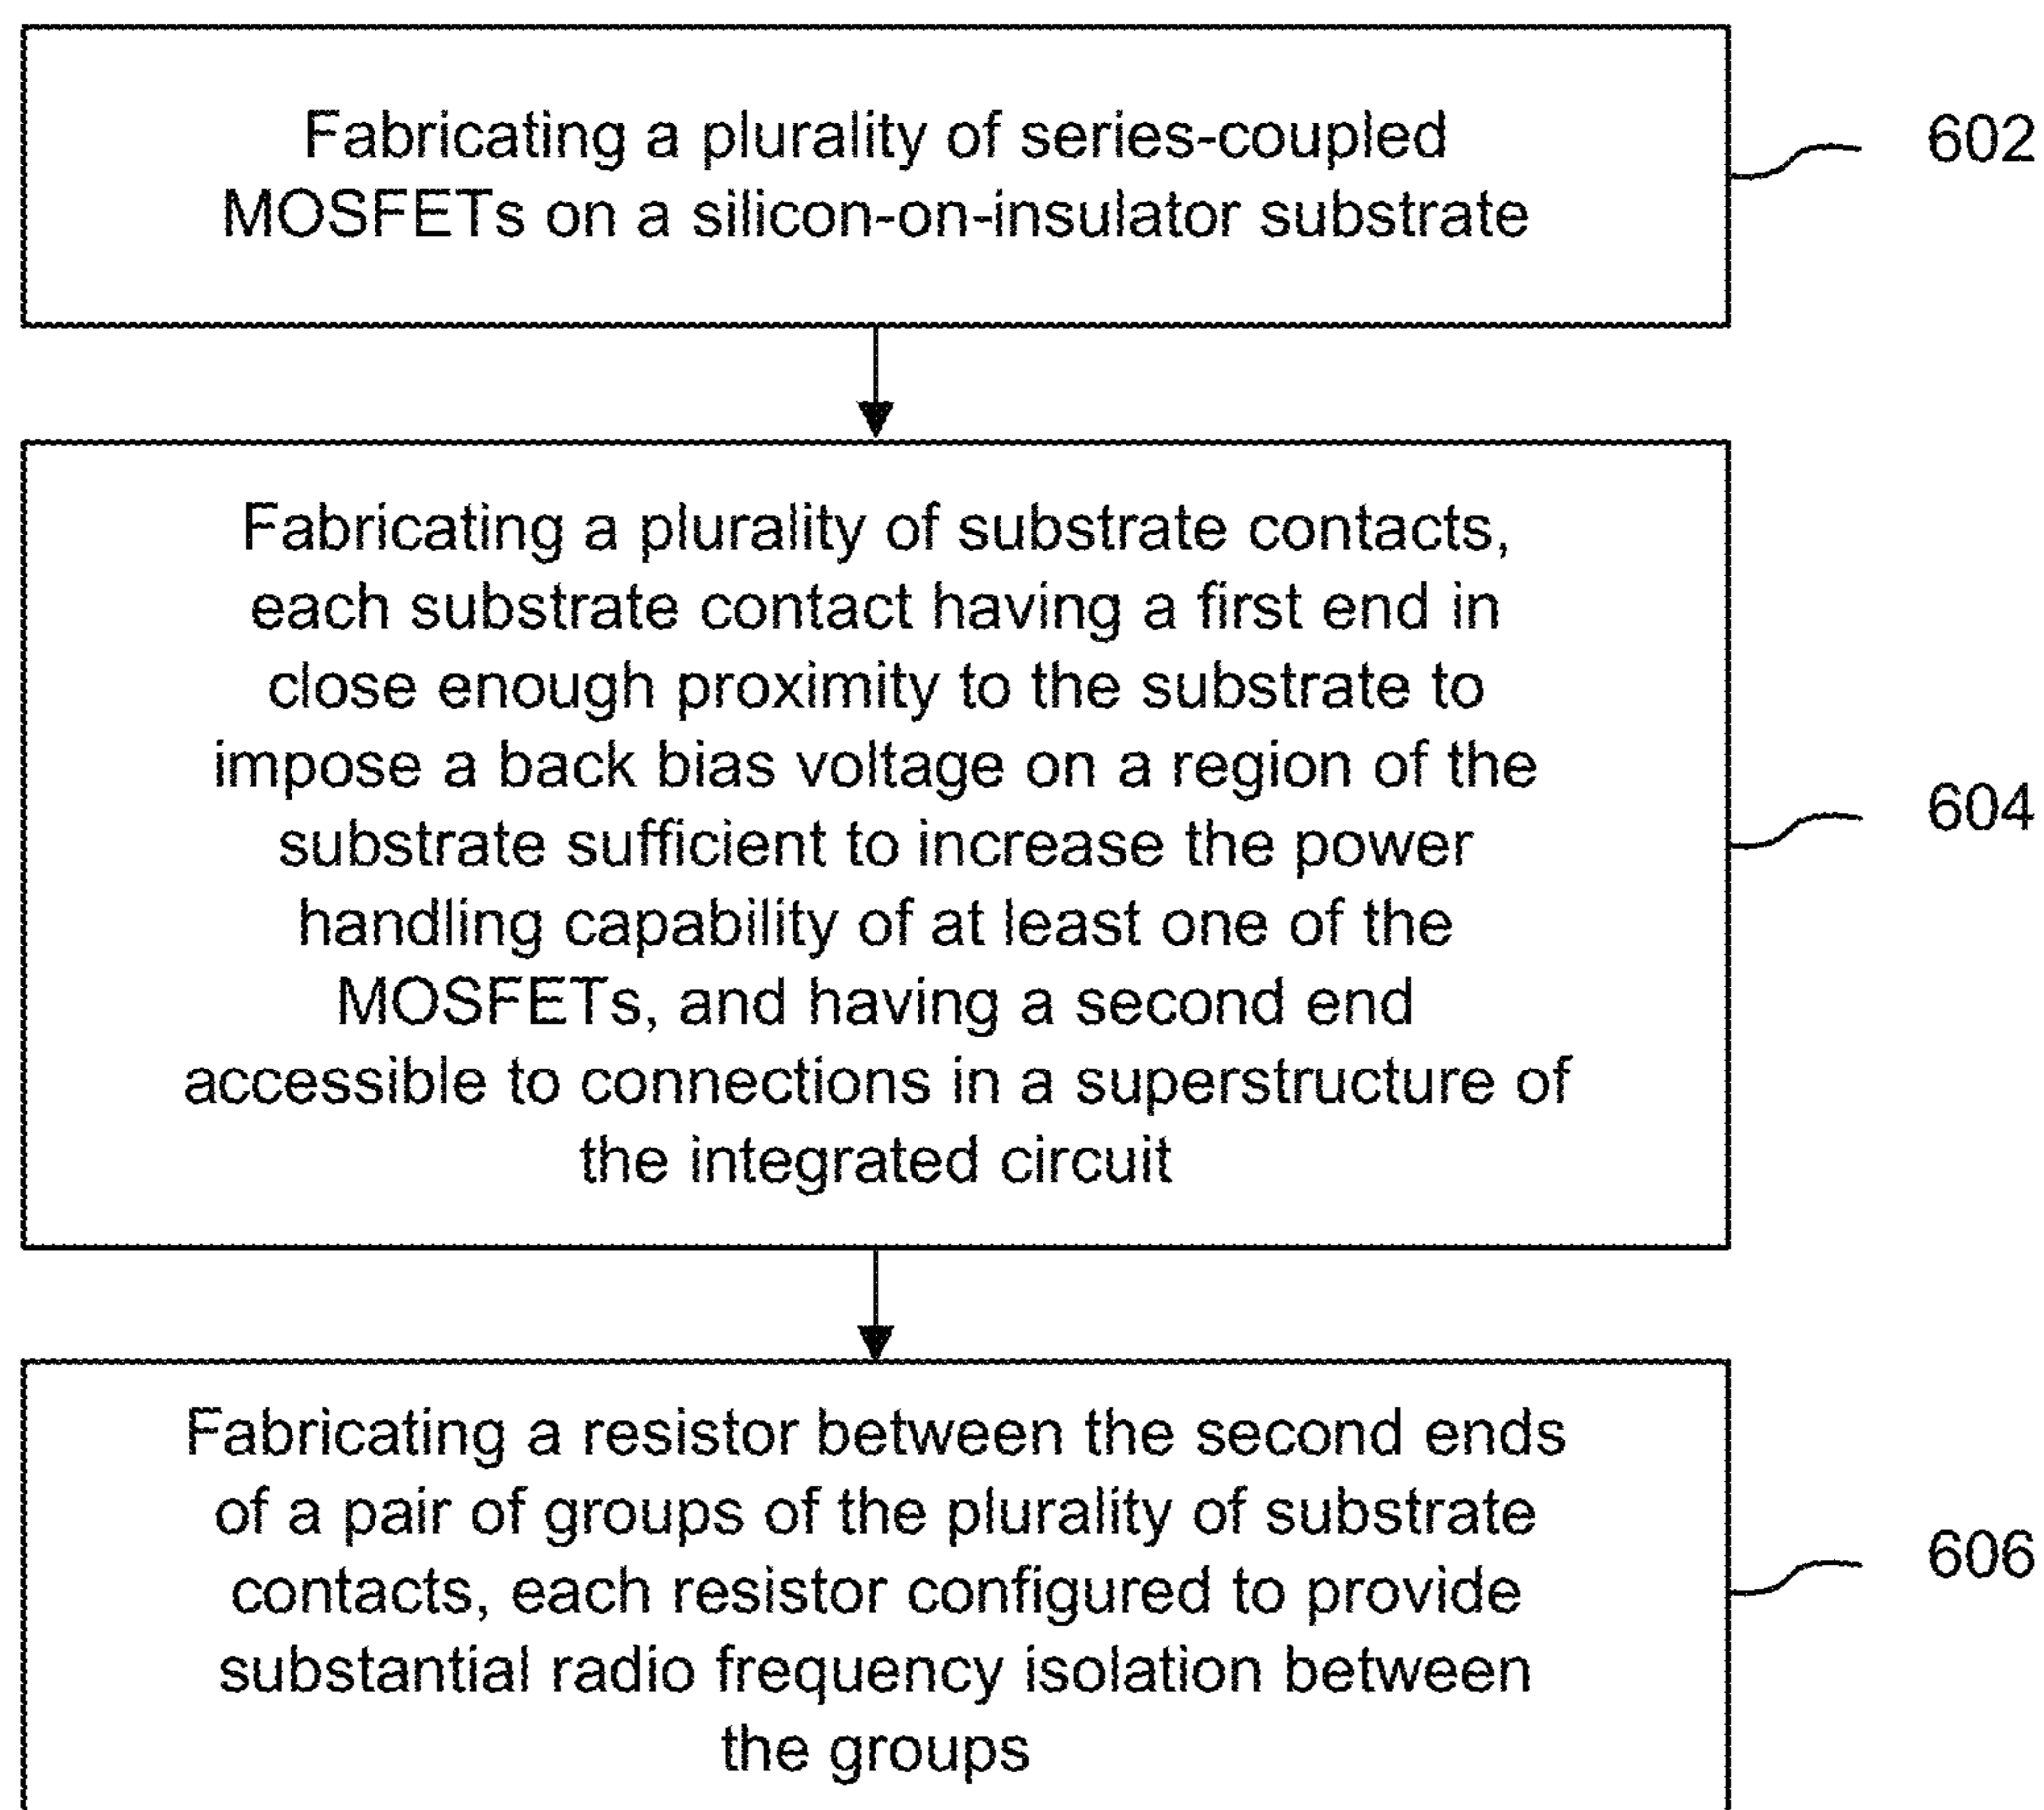 Fabricating a plurality of series-coupled
MOSFETs on a silicon-on-insulator substrate
602
Fabricating a plurality of substrate contacts,
each substrate contact having a first end in
close enough proximity to the substrate to
impose a back bias voltage on a region of the
substrate sufficient to increase the power
handling capability of at least one of the
MOSFETs, and having a second end
accessible to connections in a superstructure of
the integrated circuit
604
Fabricating a resistor between the second ends
of a pair of groups of the plurality of substrate
contacts, each resistor configured to provide
substantial radio frequency isolation between
the groups
606